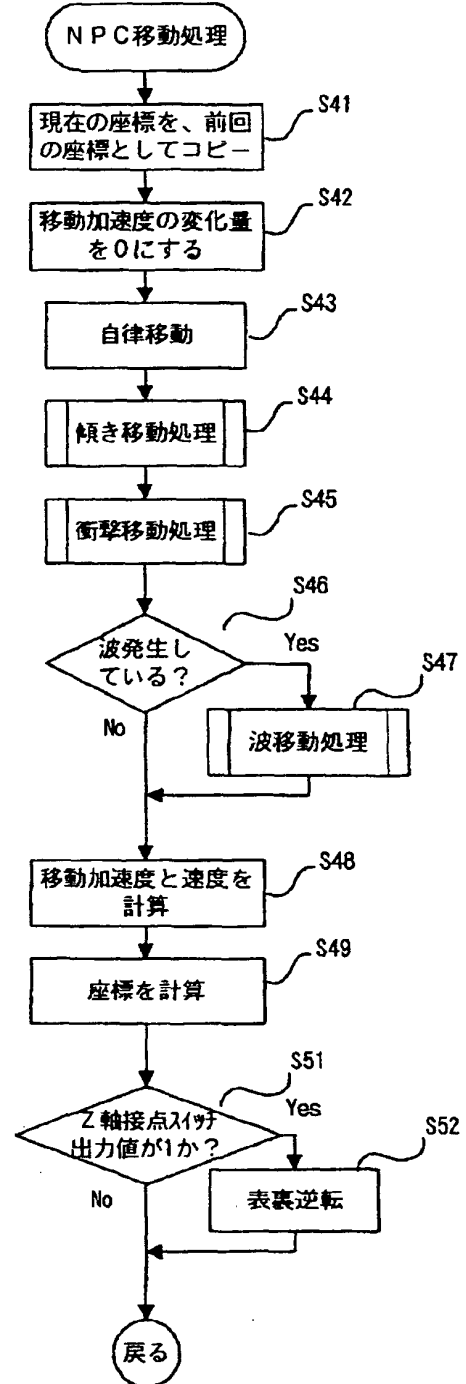 NPC移動処理
S41
現在の座標を、前回
の座標としてコピー
S42
移動加速度の変化量
を0にする
S43
自律移動
S44
傾き移動処理
S45
衝撃移動処理
S46
波発生し
ている?
Yes
No
S47
波移動処理
S48
移動加速度と速度を
計算
S49
座標を計算
S51
Z軸接点スイッチ
出力値が1か?
Yes
No
S52
表裏逆転
戻る